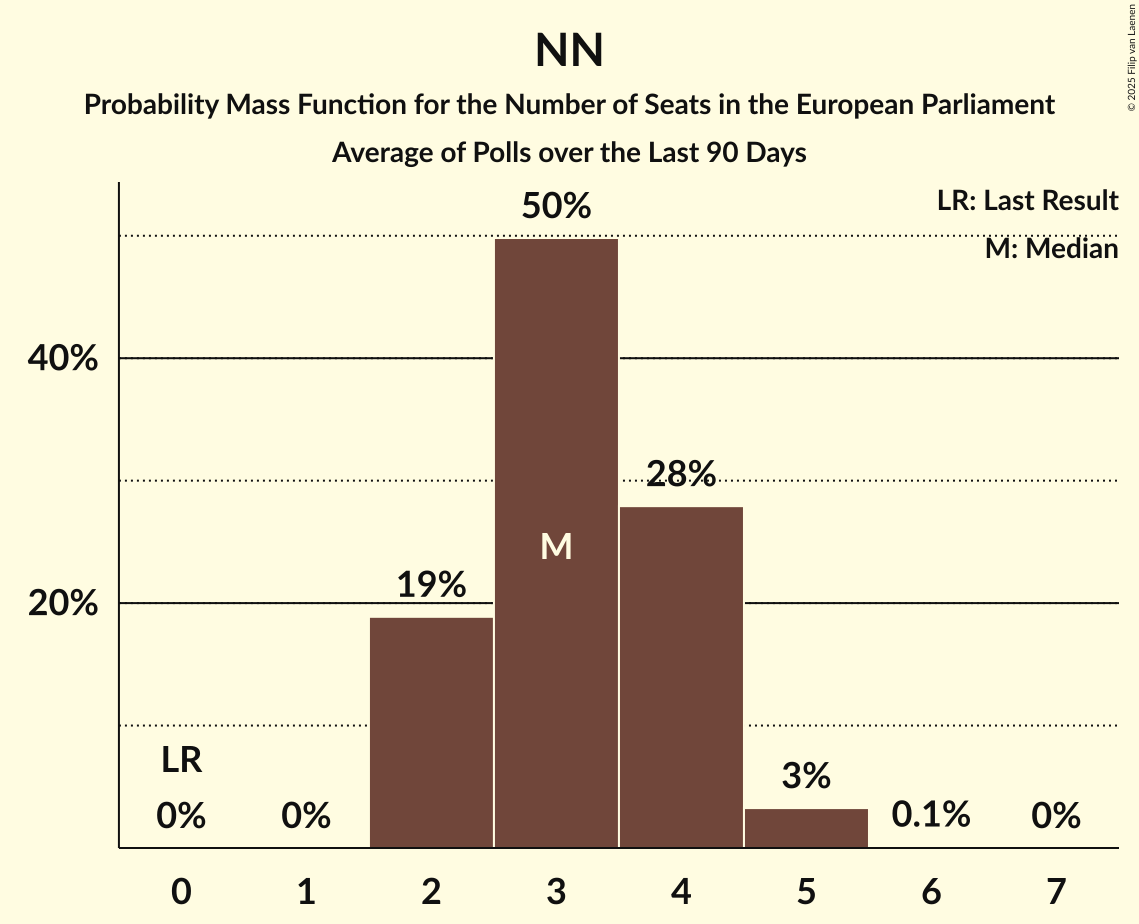 NN
Probability Mass Function for the Number of Seats in the European Parliament
Average of Polls over the Last 90 Days
© 2025 Filip van Laenen
LR: Last Result
M: Median
50%
40%
28%
M
19%
20%
LR
0%
0%
3%
0.1%
0%
0 1 2 3 4 5 6 7